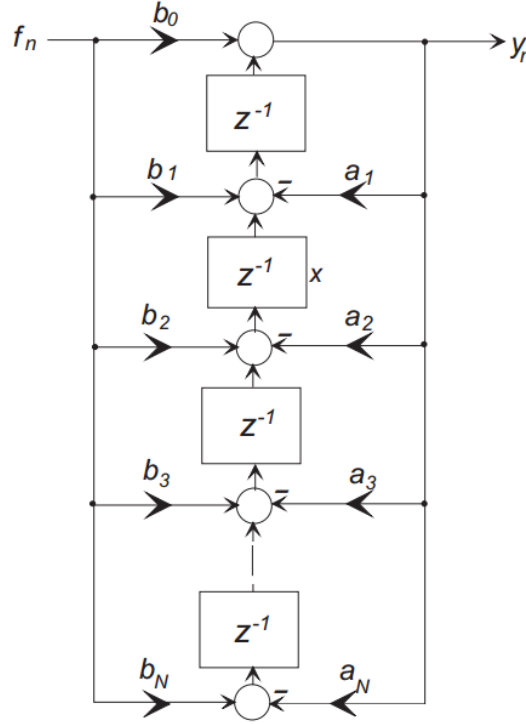 f_n b_0 y_n
z^{-1}
b_1 - a_1
z^{-1} x
b_2 - a_2
z^{-1}
b_3 - a_3
z^{-1}
b_N - a_N